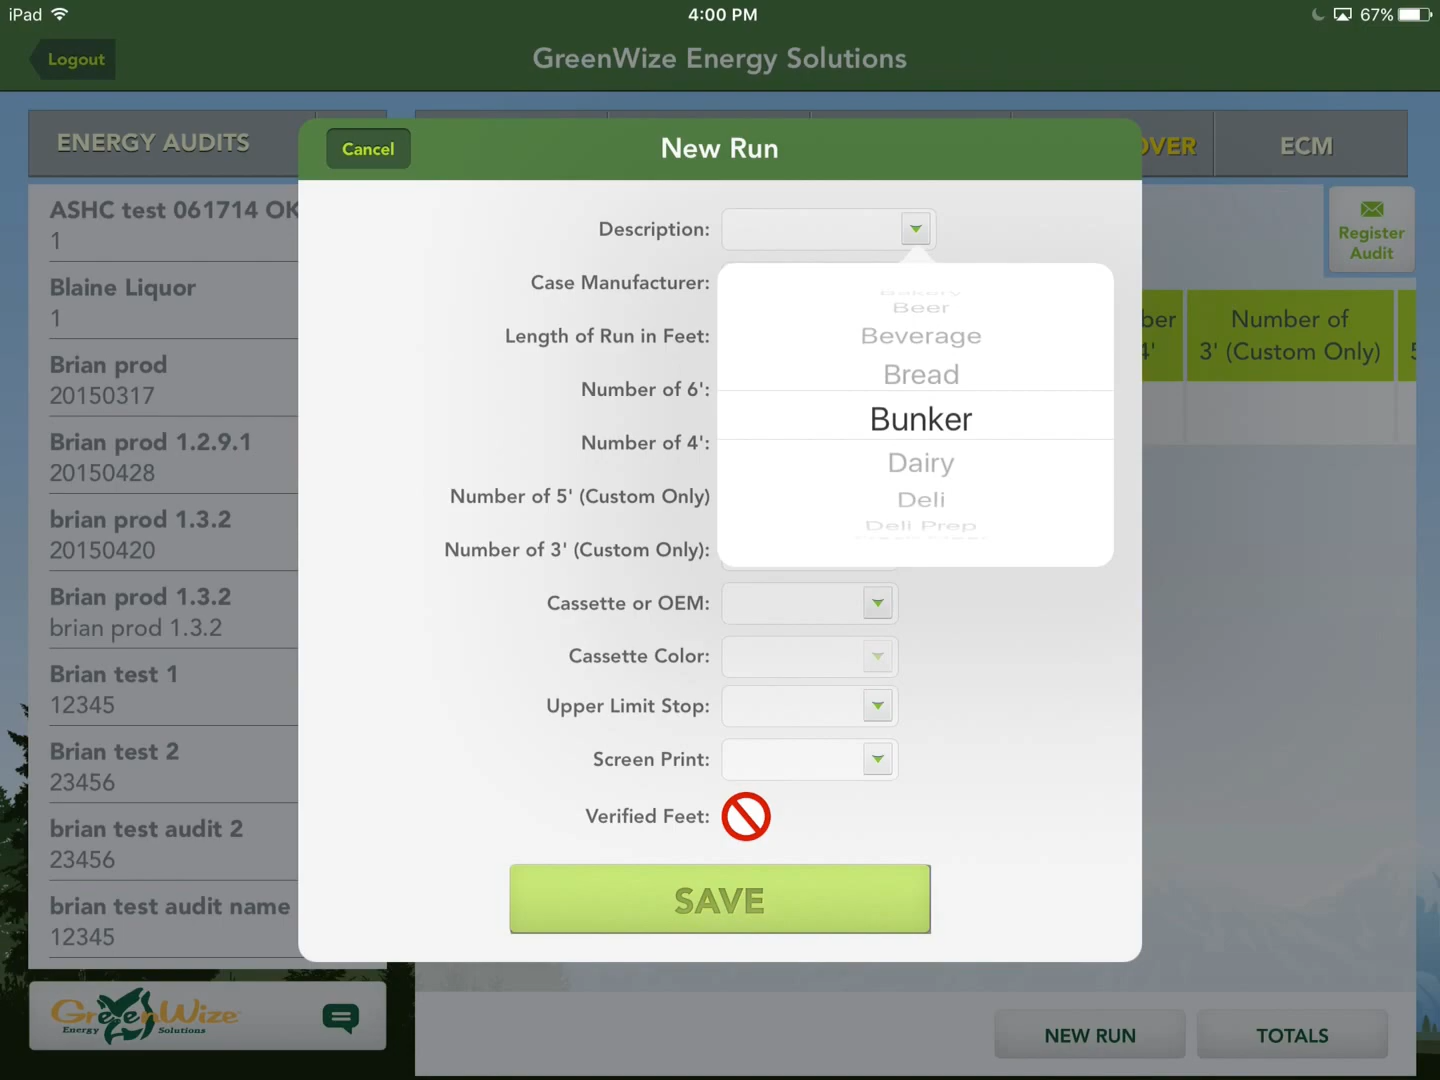 iPad
4:00 PM
67%
Logout
GreenWize Energy Solutions
ENERGY AUDITS
OVER
ECM
Cancel
New Run
ASHC test 061714 OK
1
Blaine Liquor
1
Brian prod
20150317
Brian prod 1.2.9.1
20150428
brian prod 1.3.2
20150420
Brian prod 1.3.2
brian prod 1.3.2
Brian test 1
12345
Brian test 2
23456
brian test audit 2
23456
brian test audit name
12345
Description:
Case Manufacturer:
Length of Run in Feet:
Number of 6':
Number of 4':
Number of 5' (Custom Only)
Number of 3' (Custom Only):
Cassette or OEM:
Cassette Color:
Upper Limit Stop:
Screen Print:
Verified Feet:
SAVE
Bakery
Beer
Beverage
Bread
Bunker
Dairy
Deli
Deli Prep
Register
Audit
ber
4'
Number of
3' (Custom Only)
GreenWize
Energy Solutions
NEW RUN
TOTALS